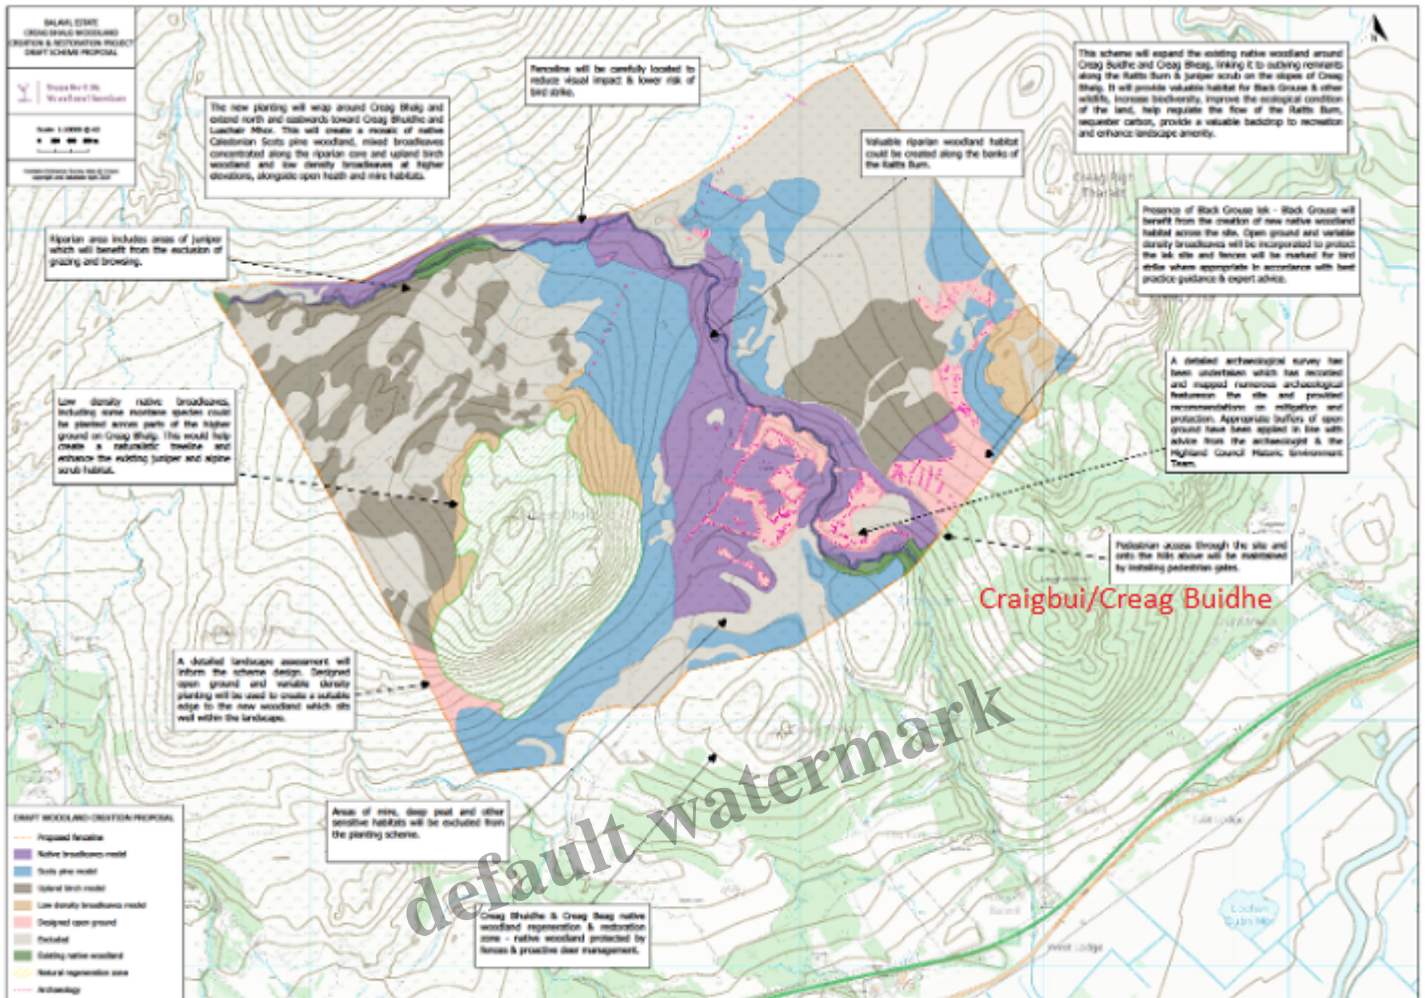 BALAVIL ESTATE
CREAG BHALG WOODLAND
CREATION & RESTORATION PROJECT
DRAFT SCHEME PROPOSAL
Woodland Services
The new planting will wrap around Creag Bhalg and
extend north and eastwards toward Creag Bhuidhe and
Luachair Mhor. This will create a mosaic of native
Caledonian Scots pine woodland, mixed broadleaves
concentrated along the riparian core and upland birch
woodland and low density broadleaves at higher
elevations, alongside open heath and mire habitats.
Fenceline will be carefully located to
reduce visual impact & lower risk of
bird strike.
Valuable riparian woodland habitat
could be created along the banks of
the Raitts Burn.
This scheme will expand the existing native woodland around
Creag Buidhe and Creag Bheag, linking it to outlying remnants
along the Raitts Burn & juniper scrub on the slopes of Creag
Bhalg. It will provide valuable habitat for Black Grouse & other
wildlife, increase biodiversity, improve the ecological condition
of the land, help regulate the flow of the Raitts Burn,
sequester carbon, provide a valuable backdrop to recreation
and enhance landscape amenity.
Presence of Black Grouse lek - Black Grouse will
benefit from the creation of new native woodland
habitat across the site. Open ground and variable
density broadleaves will be incorporated to protect
the lek site and fences will be marked for bird
strike where appropriate in accordance with best
practice guidance & expert advice.
Riparian area includes areas of juniper
which will benefit from the exclusion of
grazing and browsing.
A detailed archaeological survey has
been undertaken which has recorded
and mapped numerous archaeological
featureson the site and provided
recommendations on mitigation and
protection. Appropriate buffers of open
ground have been applied in line with
advice from the archaeologist & the
Highland Council Historic Environment
Team.
Low density native broadleaves,
including some montane species could
be planted across parts of the higher
ground on Creag Bhalg. This would help
create a naturalistic treeline and
enhance the existing juniper and alpine
scrub habitat.
Pedestrian access through the site and
onto the hills above will be maintained
by installing pedestrian gates.
Craigbui/Creag Buidhe
A detailed landscape assessment will
inform the scheme design. Designed
open ground and variable density
planting will be used to create a suitable
edge to the new woodland which sits
well within the landscape.
Areas of mire, deep peat and other
sensitive habitats will be excluded from
the planting scheme.
Creag Bhuidhe & Creag Beag native
woodland regeneration & restoration
zone - native woodland protected by
fences & proactive deer management.
default watermark
West Lodge
DRAFT WOODLAND CREATION PROPOSAL
Proposed fenceline
Native broadleaves model
Scots pine model
Upland birch model
Low density broadleaves model
Designed open ground
Excluded
Existing native woodland
Natural regeneration zone
Archaeology